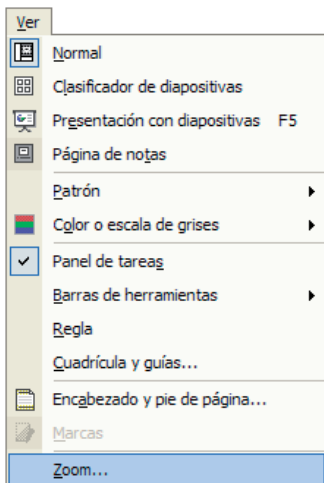 Ver
Normal
Clasificador de diapositivas
Presentación con diapositivas F5
Página de notas
Patrón
Color o escala de grises
Panel de tareas
Barras de herramientas
Regla
Cuadrícula y guías...
Encabezado y pie de página...
Marcas
Zoom...